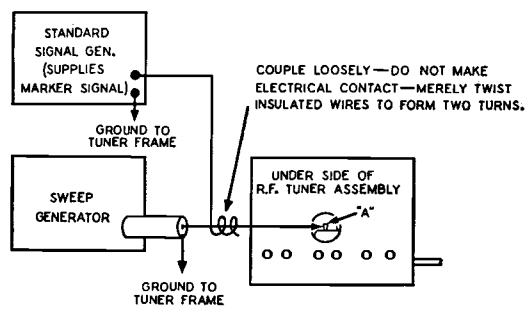 STANDARD
SIGNAL GEN.
(SUPPLIES
MARKER SIGNAL)
GROUND TO
TUNER FRAME
COUPLE LOOSELY—DO NOT MAKE
ELECTRICAL CONTACT—MERELY TWIST
INSULATED WIRES TO FORM TWO TURNS.
SWEEP
GENERATOR
GROUND TO
TUNER FRAME
UNDER SIDE OF
R.F. TUNER ASSEMBLY
"A"